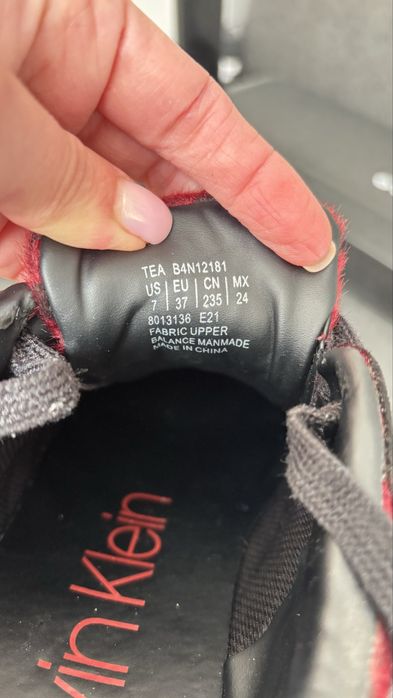 TEA B4N12181
US | EU | CN | MX
7 | 37 | 235 | 24
8013136 E21
FABRIC UPPER
BALANCE MANMADE
MADE IN CHINA
vin Klein